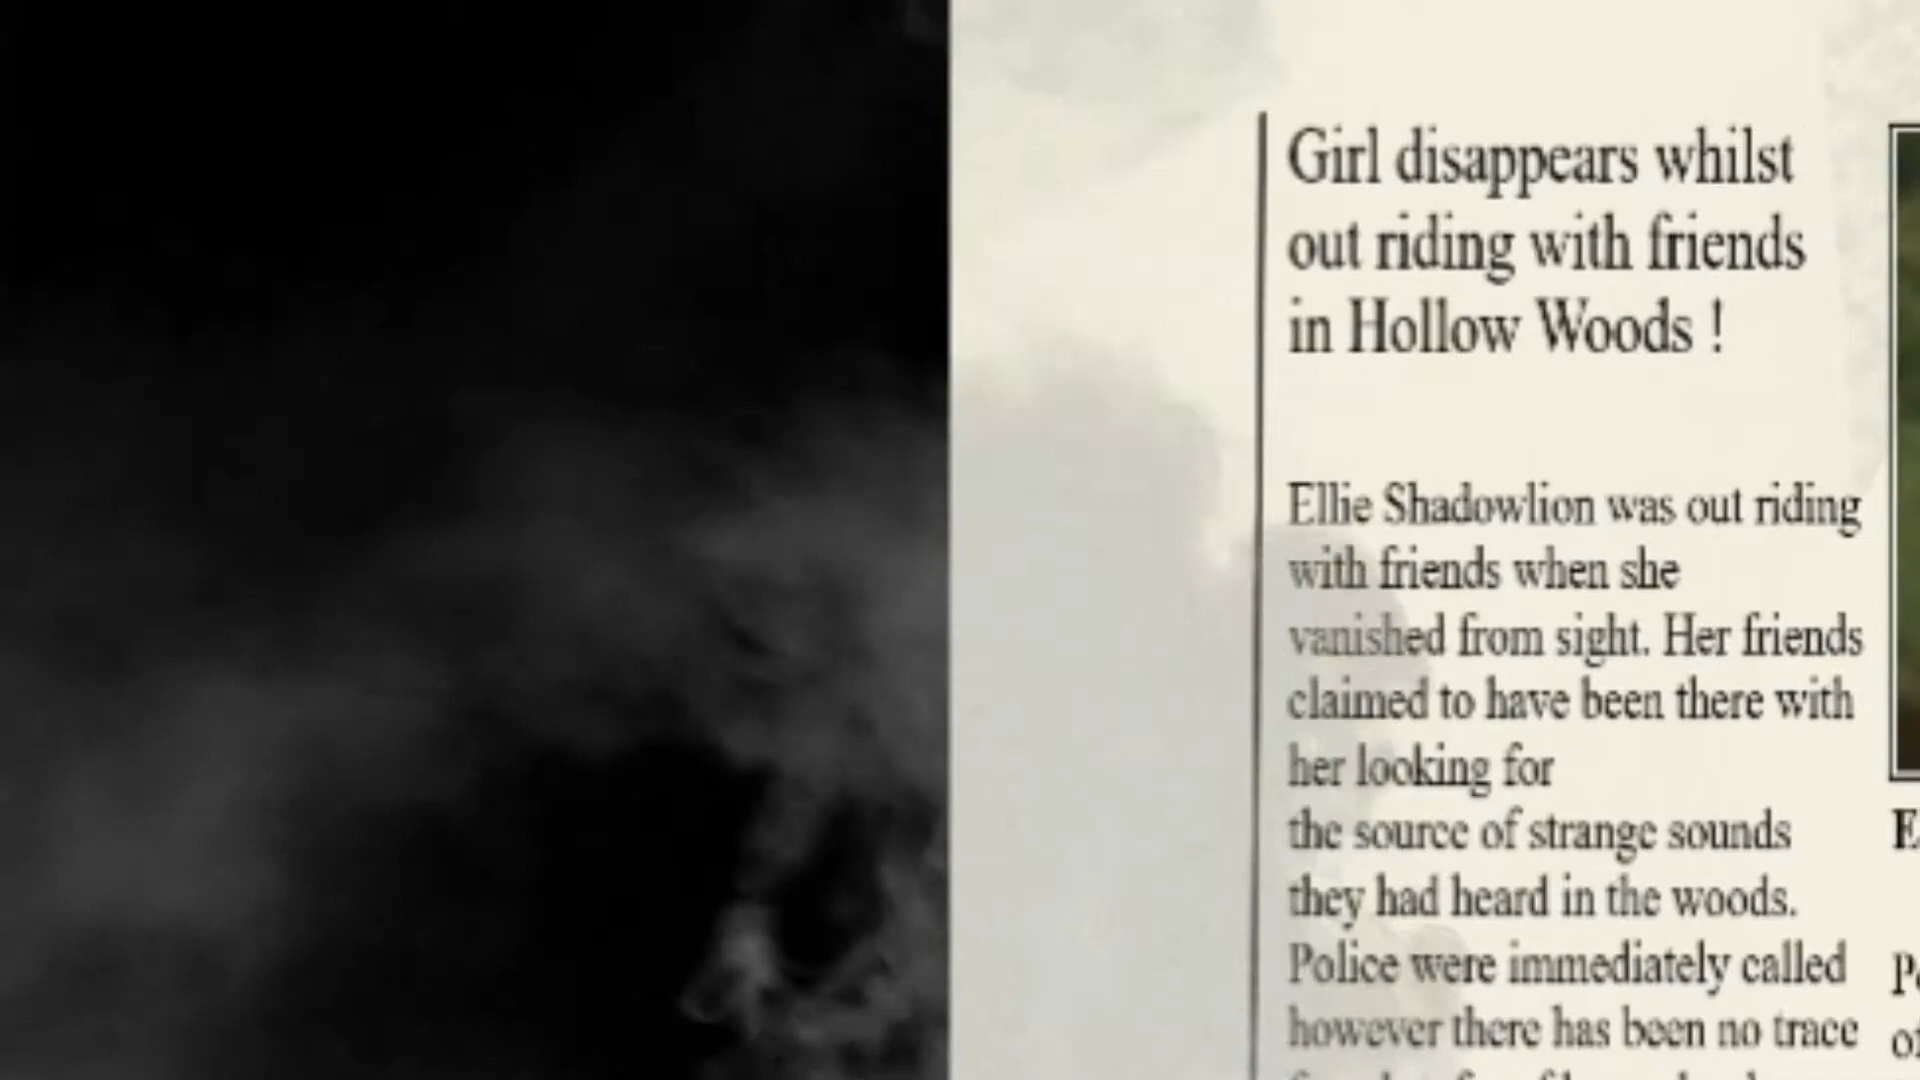 Girl disappears whilst
out riding with friends
in Hollow Woods !
Ellie Shadowlion was out riding
with friends when she
vanished from sight. Her friends
claimed to have been there with
her looking for
the source of strange sounds
they had heard in the woods.
Police were immediately called
however there has been no trace